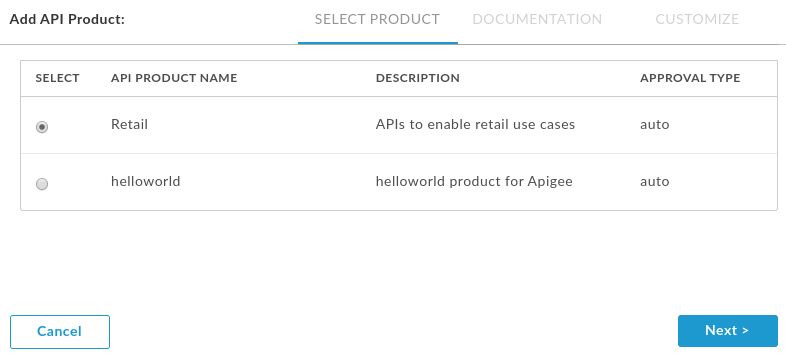 Add API Product: SELECT PRODUCT DOCUMENTATION CUSTOMIZE
SELECT API PRODUCT NAME DESCRIPTION APPROVAL TYPE
Retail APIs to enable retail use cases auto
helloworld helloworld product for Apigee auto
Cancel Next >